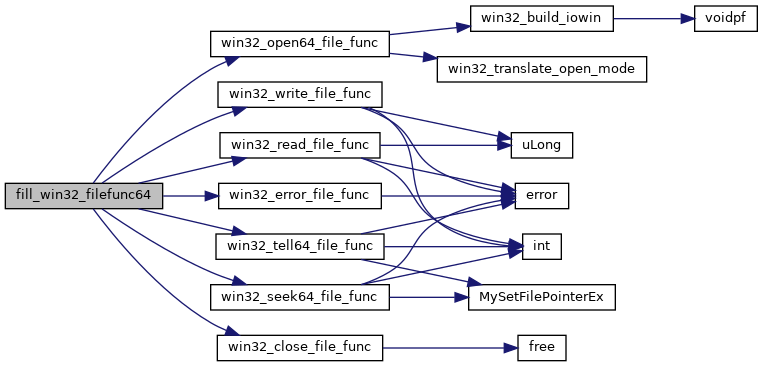 fill_win32_filefunc64
win32_open64_file_func
win32_build_iowin
voidpf
win32_translate_open_mode
win32_write_file_func
win32_read_file_func
uLong
win32_error_file_func
error
win32_tell64_file_func
int
win32_seek64_file_func
MySetFilePointerEx
win32_close_file_func
free